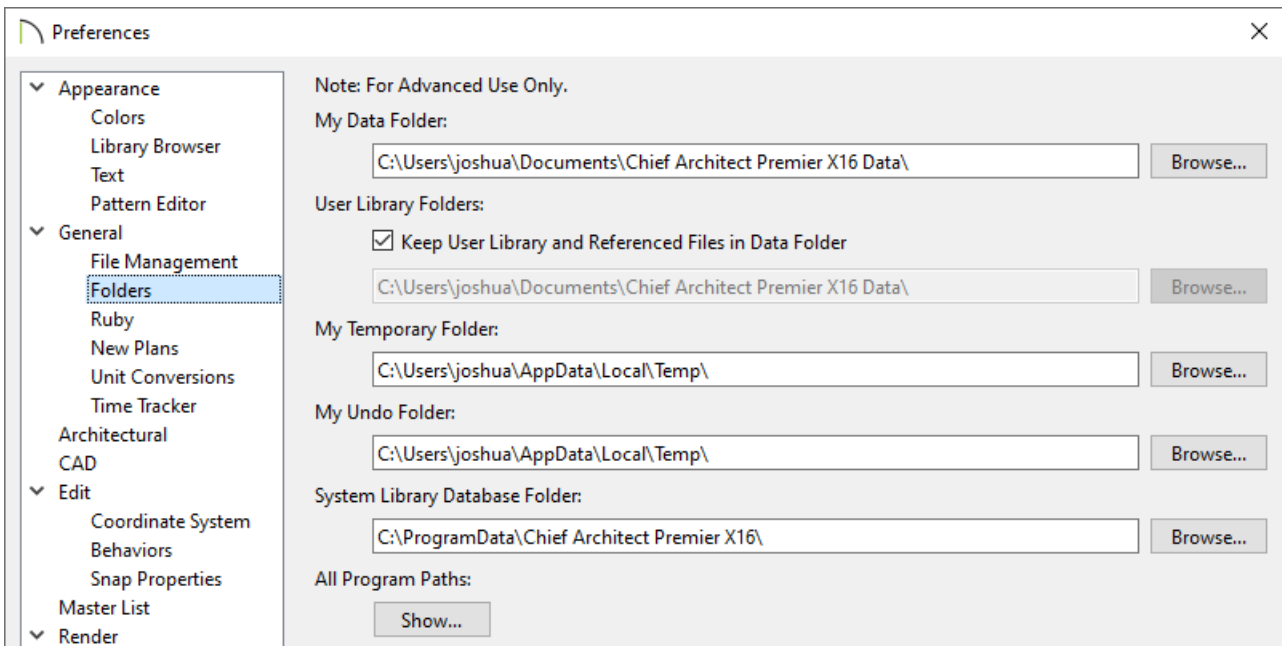 Preferences
Appearance
Colors
Library Browser
Text
Pattern Editor
General
File Management
Folders
Ruby
New Plans
Unit Conversions
Time Tracker
Architectural
CAD
Edit
Coordinate System
Behaviors
Snap Properties
Master List
Render
Note: For Advanced Use Only.
My Data Folder:
C:\Users\joshua\Documents\Chief Architect Premier X16 Data\ Browse...
User Library Folders:
Keep User Library and Referenced Files in Data Folder
C:\Users\joshua\Documents\Chief Architect Premier X16 Data\ Browse...
My Temporary Folder:
C:\Users\joshua\AppData\Local\Temp\ Browse...
My Undo Folder:
C:\Users\joshua\AppData\Local\Temp\ Browse...
System Library Database Folder:
C:\ProgramData\Chief Architect Premier X16\ Browse...
All Program Paths:
Show...